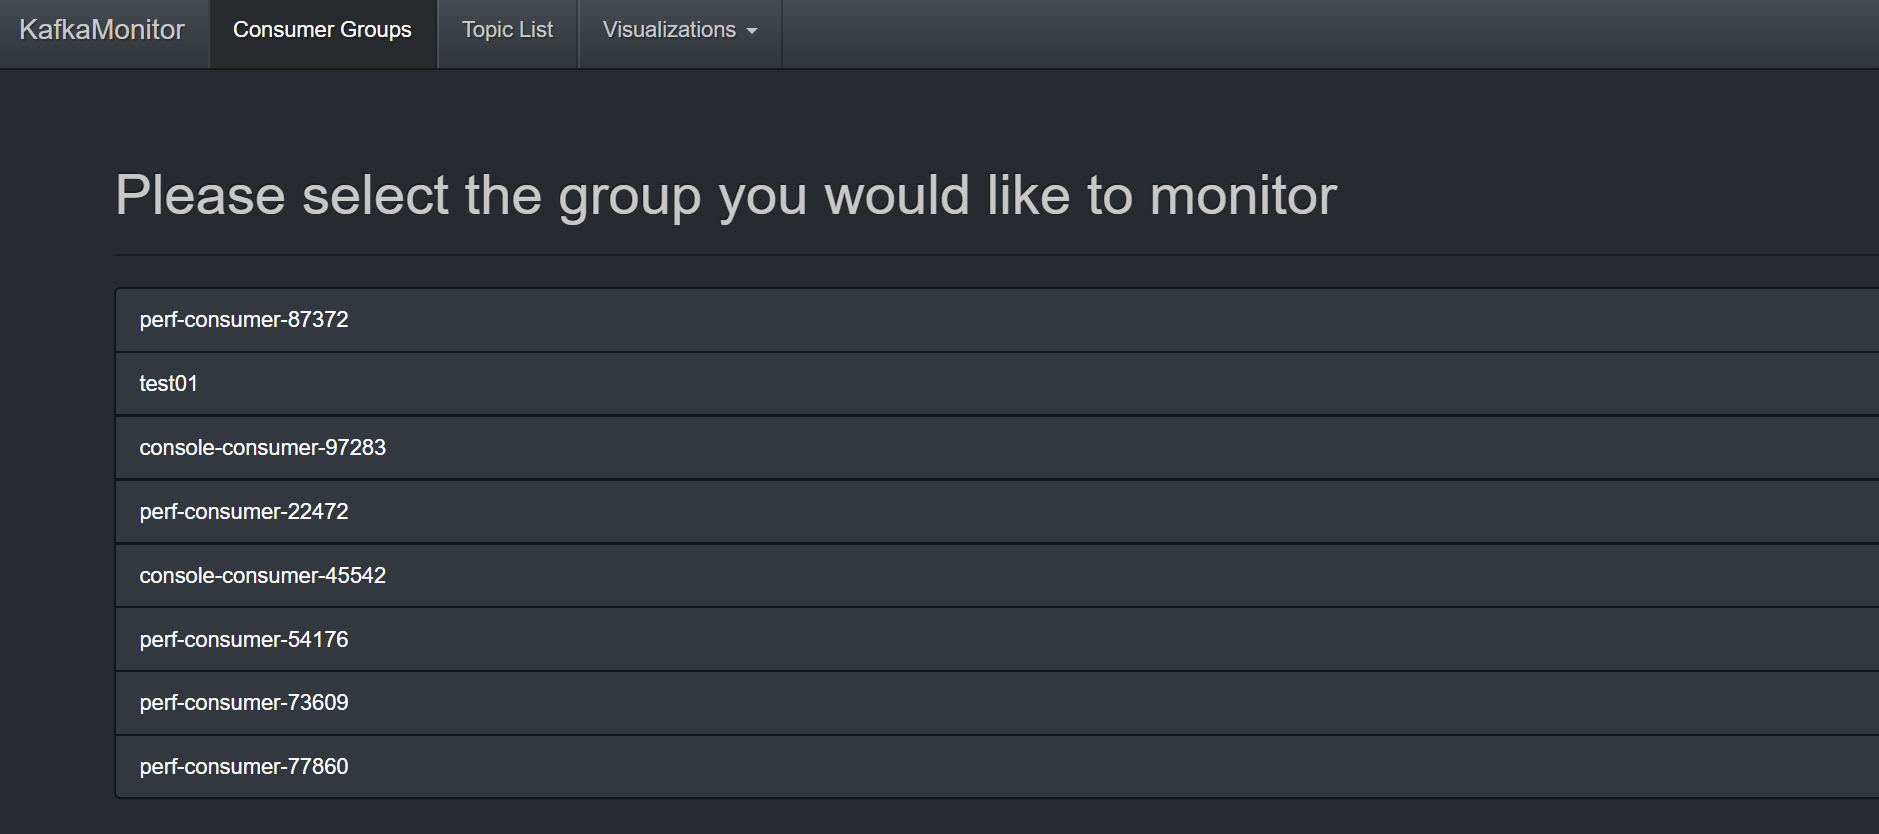 KafkaMonitor Consumer Groups Topic List Visualizations
Please select the group you would like to monitor
perf-consumer-87372
test01
console-consumer-97283
perf-consumer-22472
console-consumer-45542
perf-consumer-54176
perf-consumer-73609
perf-consumer-77860